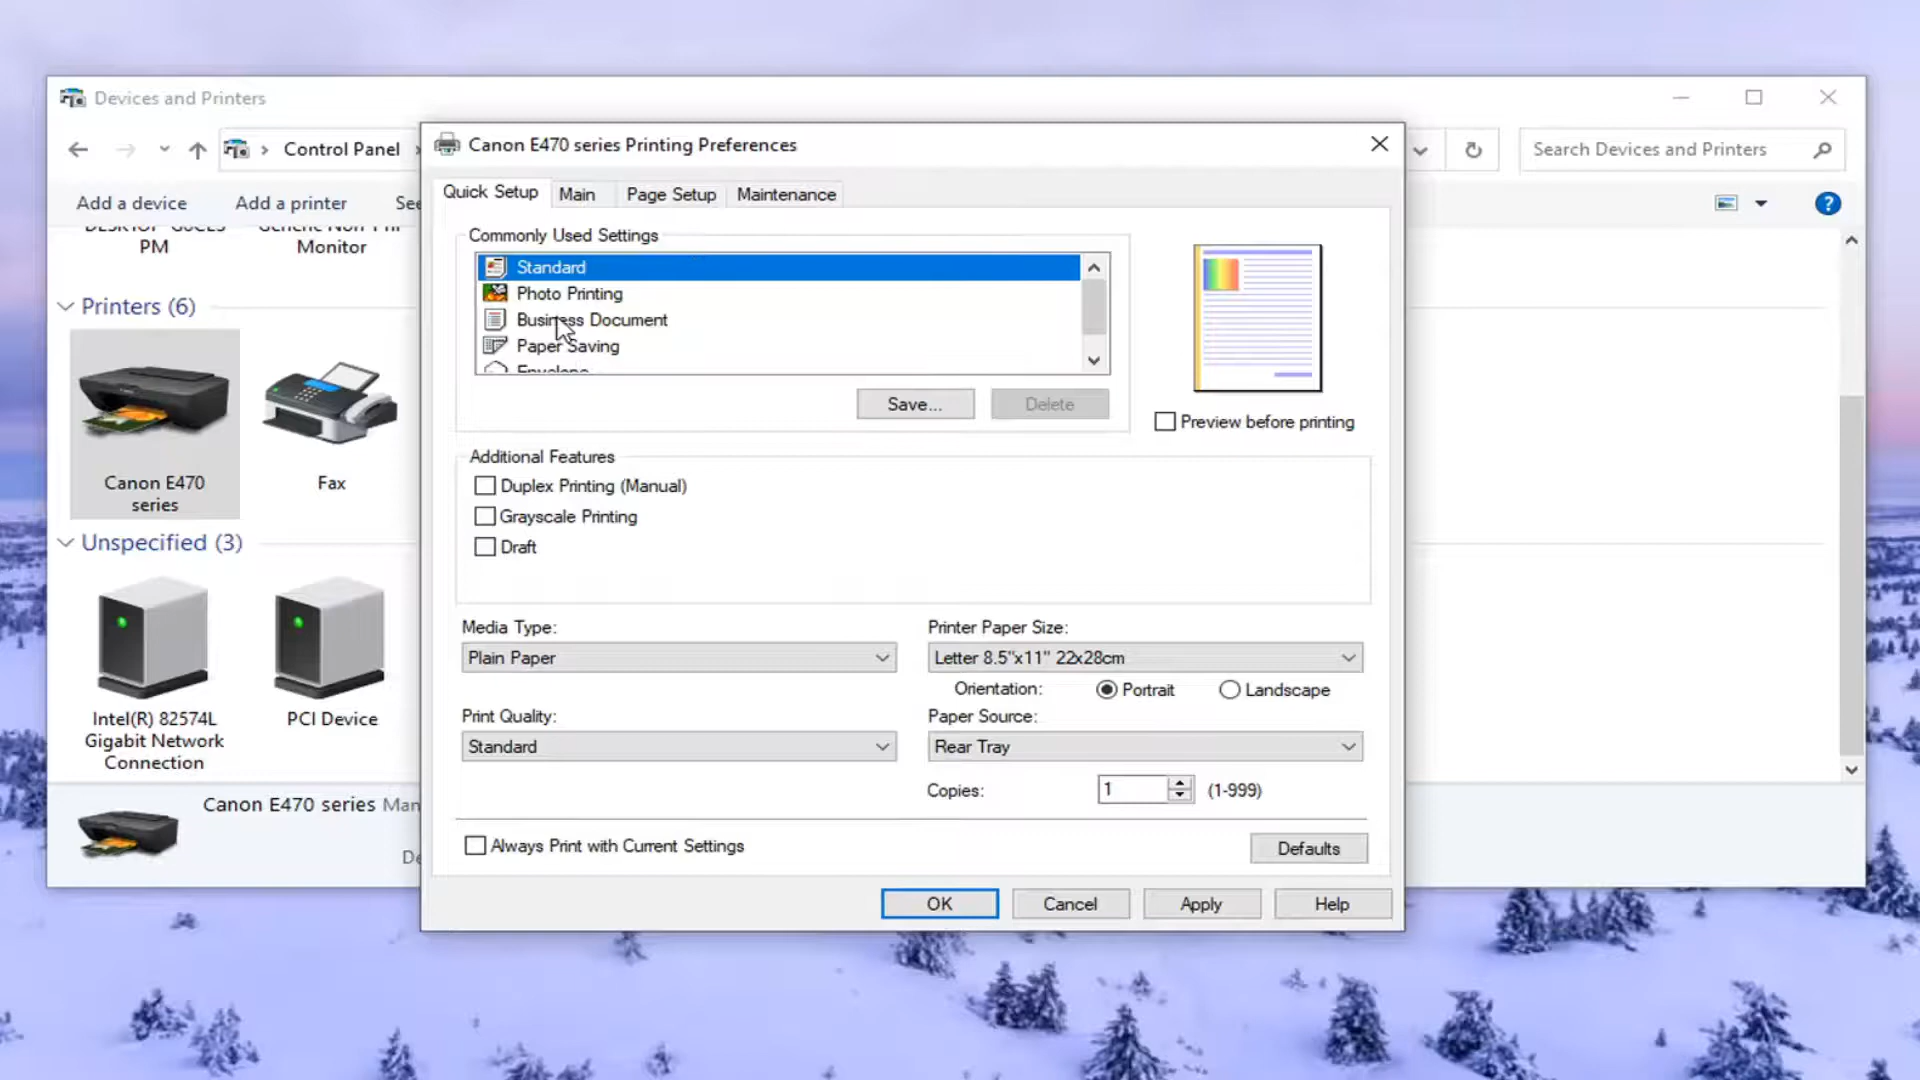 Devices and Printers
Control Panel
Search Devices and Printers
Add a device
Add a printer
See
PM
Monitor
Printers (6)
Canon E470
series
Fax
Unspecified (3)
Intel(R) 82574L
Gigabit Network
Connection
PCI Device
Canon E470 series
Canon E470 series Printing Preferences
Quick Setup
Main
Page Setup
Maintenance
Commonly Used Settings
Standard
Photo Printing
Business Document
Paper Saving
Envelope
Save...
Delete
Preview before printing
Additional Features
Duplex Printing (Manual)
Grayscale Printing
Draft
Media Type:
Plain Paper
Printer Paper Size:
Letter 8.5"x11" 22x28cm
Orientation:
Portrait
Landscape
Print Quality:
Standard
Paper Source:
Rear Tray
Copies:
1
(1-999)
Always Print with Current Settings
Defaults
OK
Cancel
Apply
Help